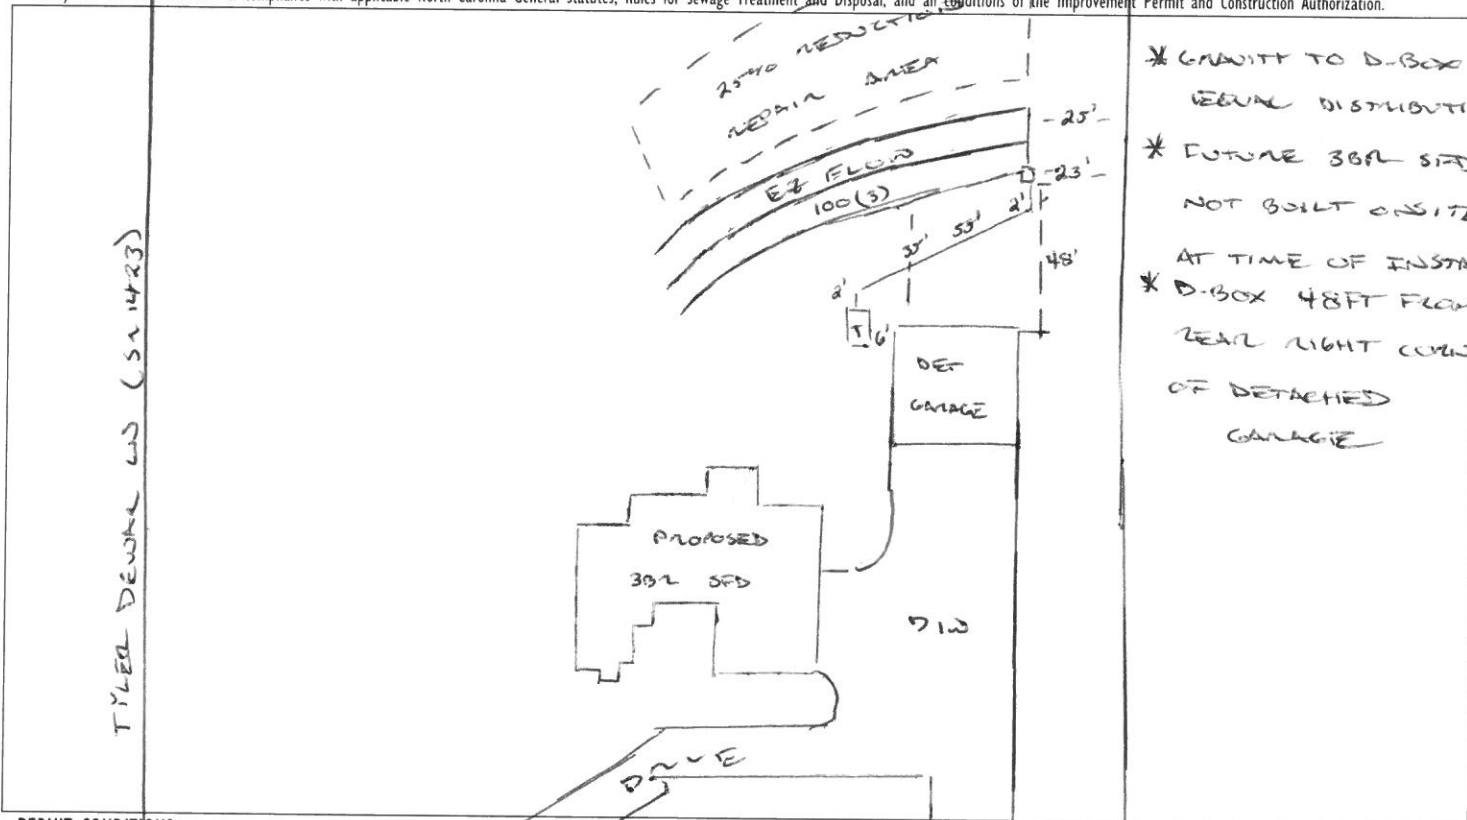 compliance with applicable North Carolina General Statutes, Rules for Sewage Treatment and Disposal, and all conditions of the Improvement Permit and Construction Authorization.
25% REDUCTION
REPAIR AREA
EZ FLOW
100(3)
-25'-
D -23'-
2'
55'
35'
48'
2'
T 6'
DET
GARAGE
PROPOSED
3BR SFD
D/W
DRIVE
TYLER DEWAR LN (SR 1423)
* GRAVITY TO D-BOX
EQUAL DISTRIBUTI
* FUTURE 3BR SFD
NOT BUILT ONSITE
AT TIME OF INSTA
* D-BOX 48FT FROM
REAR RIGHT CORN
OF DETACHED
GARAGE